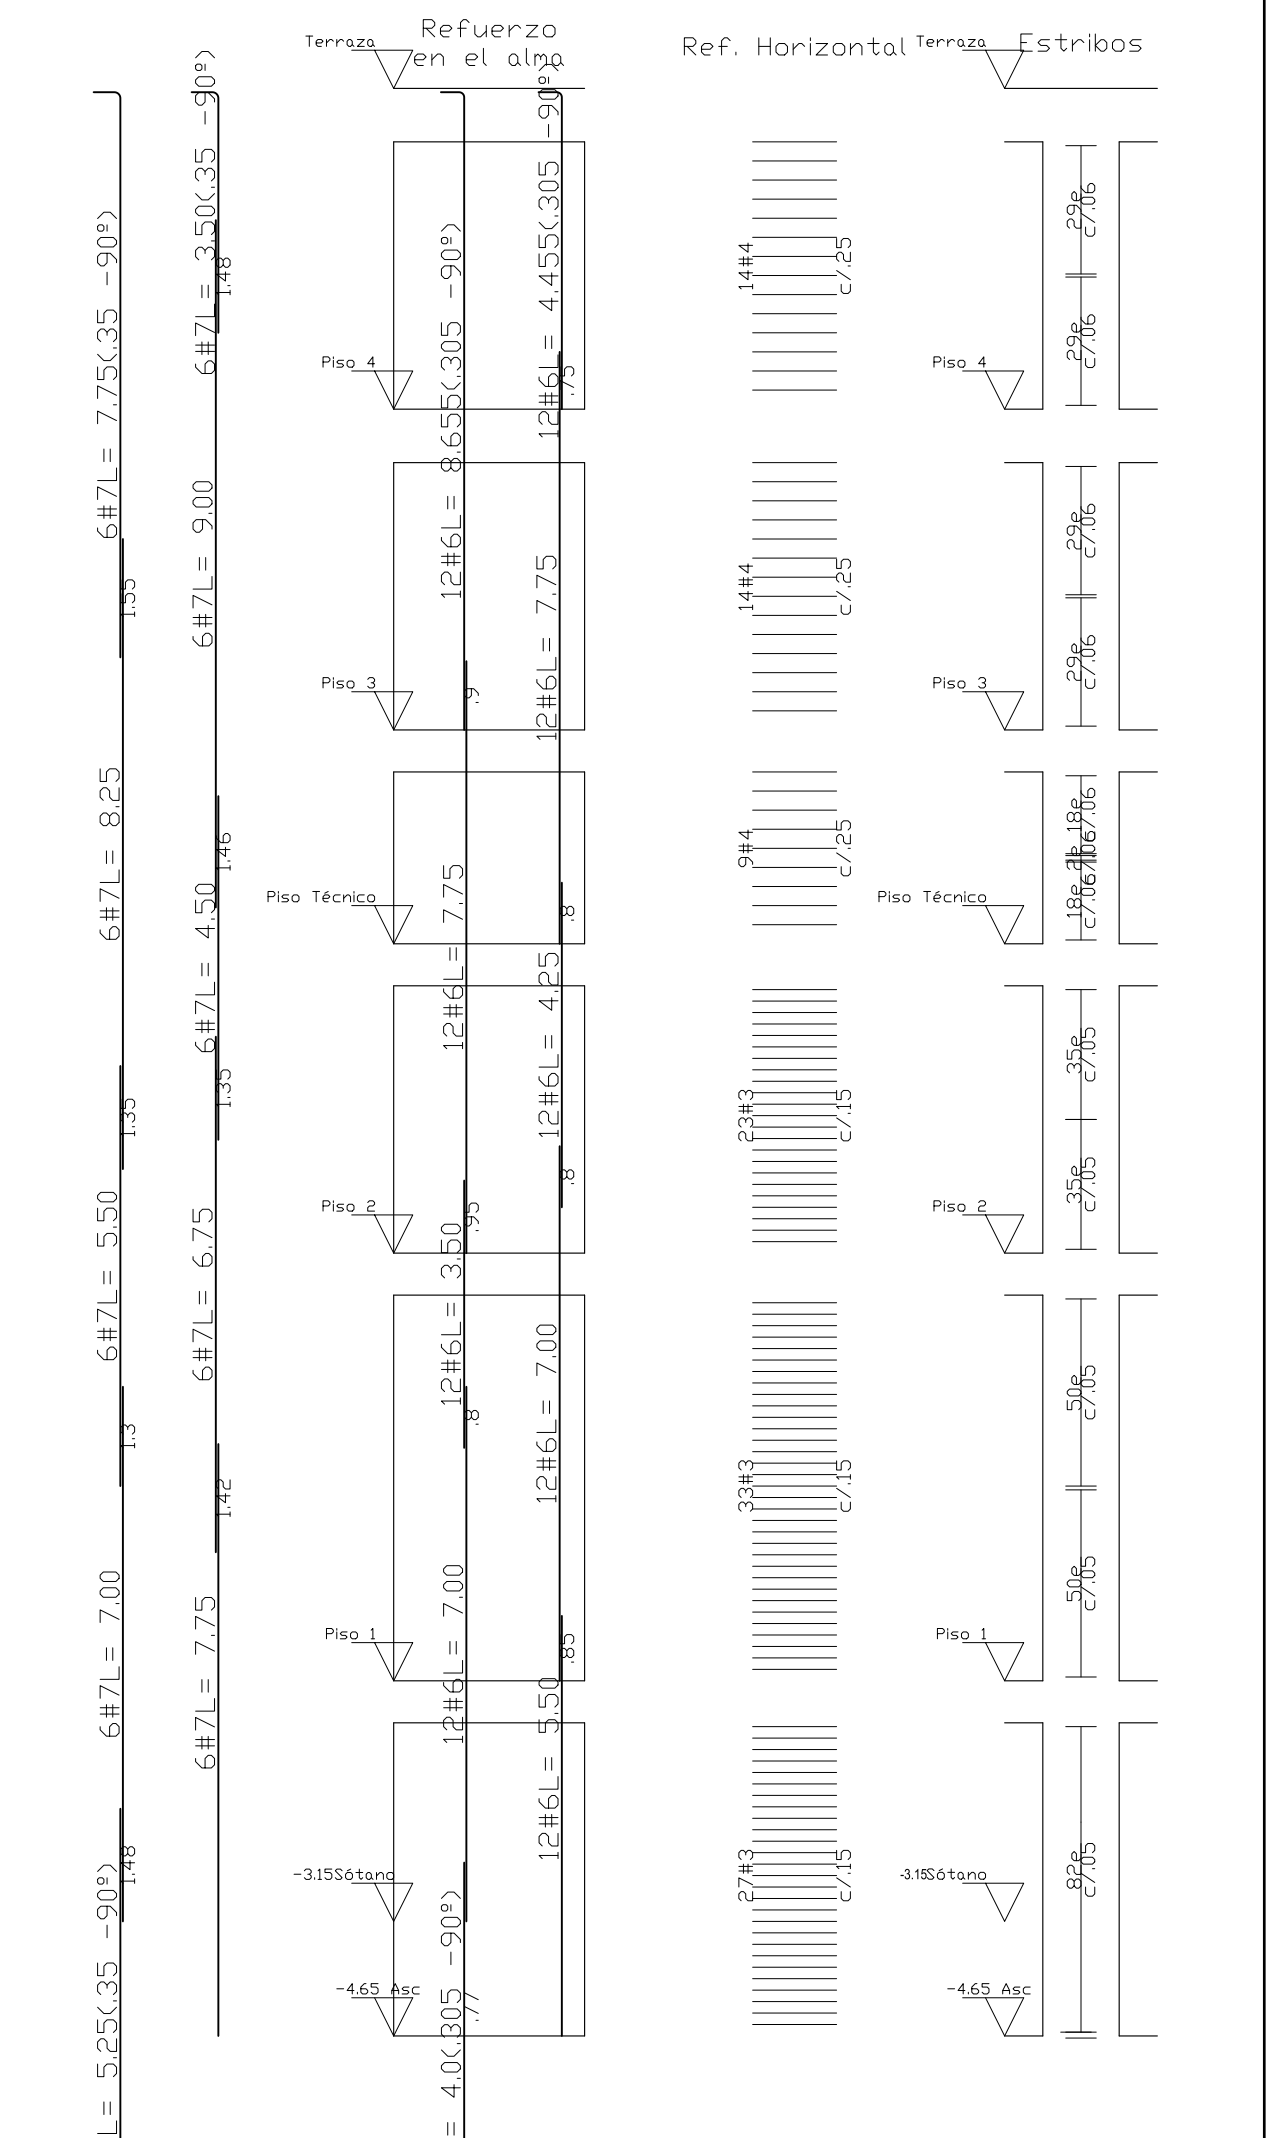 Refuerzo
en el alma
Ref. Horizontal
Estribos
Terraza
Terraza
6#7L= 7.75(.35 -90º)
1.55
6#7L= 8.25
1.35
6#7L= 5.50
1.3
6#7L= 7.00
1.48
L= 5.25(.35 -90º)
6#7L= 3.50(.35 -90º)
1.48
6#7L= 9.00
1.46
6#7L= 4.50
1.35
6#7L= 6.75
1.42
6#7L= 7.75
12#6L= 8.655(.305 -90º)
.9
12#6L= 7.75
.95
12#6L= 3.50
.8
12#6L= 7.00
.77
= 4.0(.305 -90º)
12#6L= 4.455(.305 -90º)
.75
12#6L= 7.75
.8
12#6L= 4.25
.8
12#6L= 7.00
.85
12#6L= 5.50
Piso 4
Piso 3
Piso Técnico
Piso 2
Piso 1
-3.15Sótano
-4.65 Asc
14#4
c/.25
14#4
c/.25
9#4
c/.25
23#3
c/.15
33#3
c/.15
27#3
c/.15
Piso 4
Piso 3
Piso Técnico
Piso 2
Piso 1
-3.15Sótano
-4.65 Asc
29e
c/.06
29e
c/.06
29e
c/.06
29e
c/.06
18e
c/.06
2e
c/.06
18e
c/.06
35e
c/.05
35e
c/.05
50e
c/.05
50e
c/.05
82e
c/.05